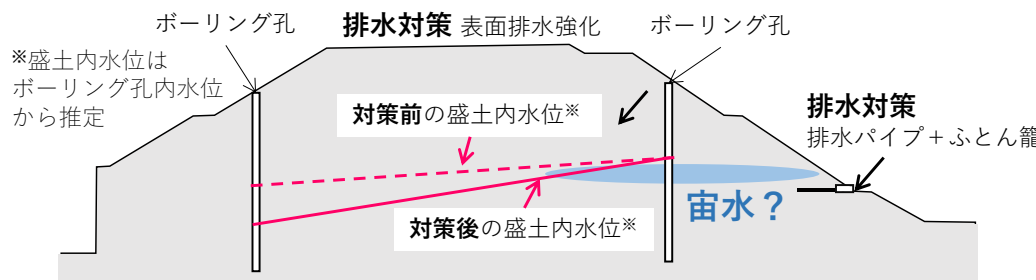 ボーリング孔
排水対策 表面排水強化
ボーリング孔
※盛土内水位は
ボーリング孔内水位
から推定
対策前の盛土内水位※
排水対策
排水パイプ+ふとん籠
宙水？
対策後の盛土内水位※